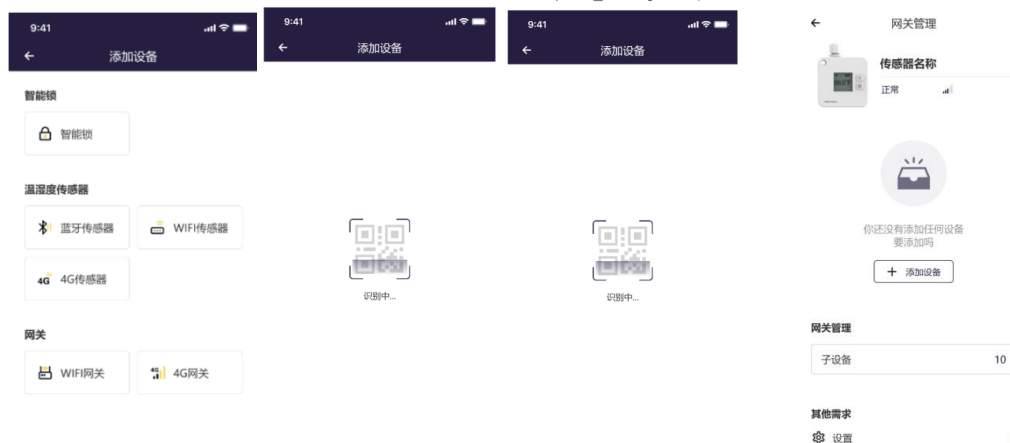 9:41
添加设备
智能锁
智能锁
温湿度传感器
蓝牙传感器
WIFI传感器
4G 4G传感器
网关
WIFI网关
4G 4G网关
9:41
添加设备
识别中...
9:41
添加设备
识别中...
网关管理
传感器名称
正常
你还没有添加任何设备
要添加吗
+ 添加设备
网关管理
子设备 10
其他需求
设置